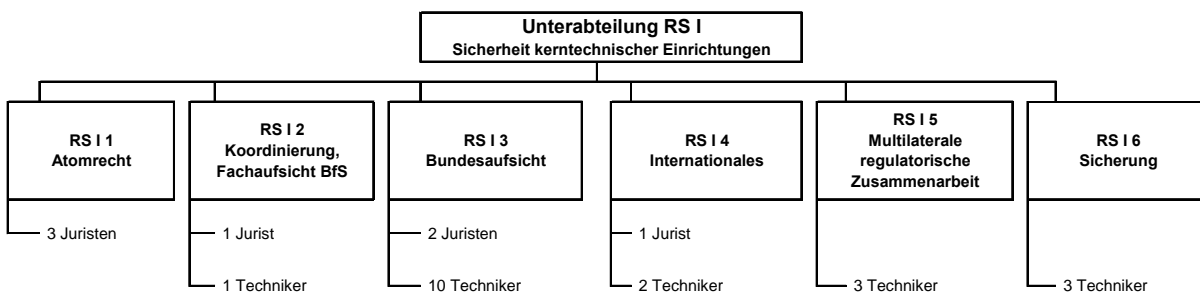 Unterabteilung RS I
Sicherheit kerntechnischer Einrichtungen
RS I 1
Atomrecht
RS I 2
Koordinierung,
Fachaufsicht BfS
RS I 3
Bundesaufsicht
RS I 4
Internationales
RS I 5
Multilaterale
regulatorische
Zusammenarbeit
RS I 6
Sicherung
3 Juristen
1 Jurist
2 Juristen
1 Jurist
1 Techniker
10 Techniker
2 Techniker
3 Techniker
3 Techniker